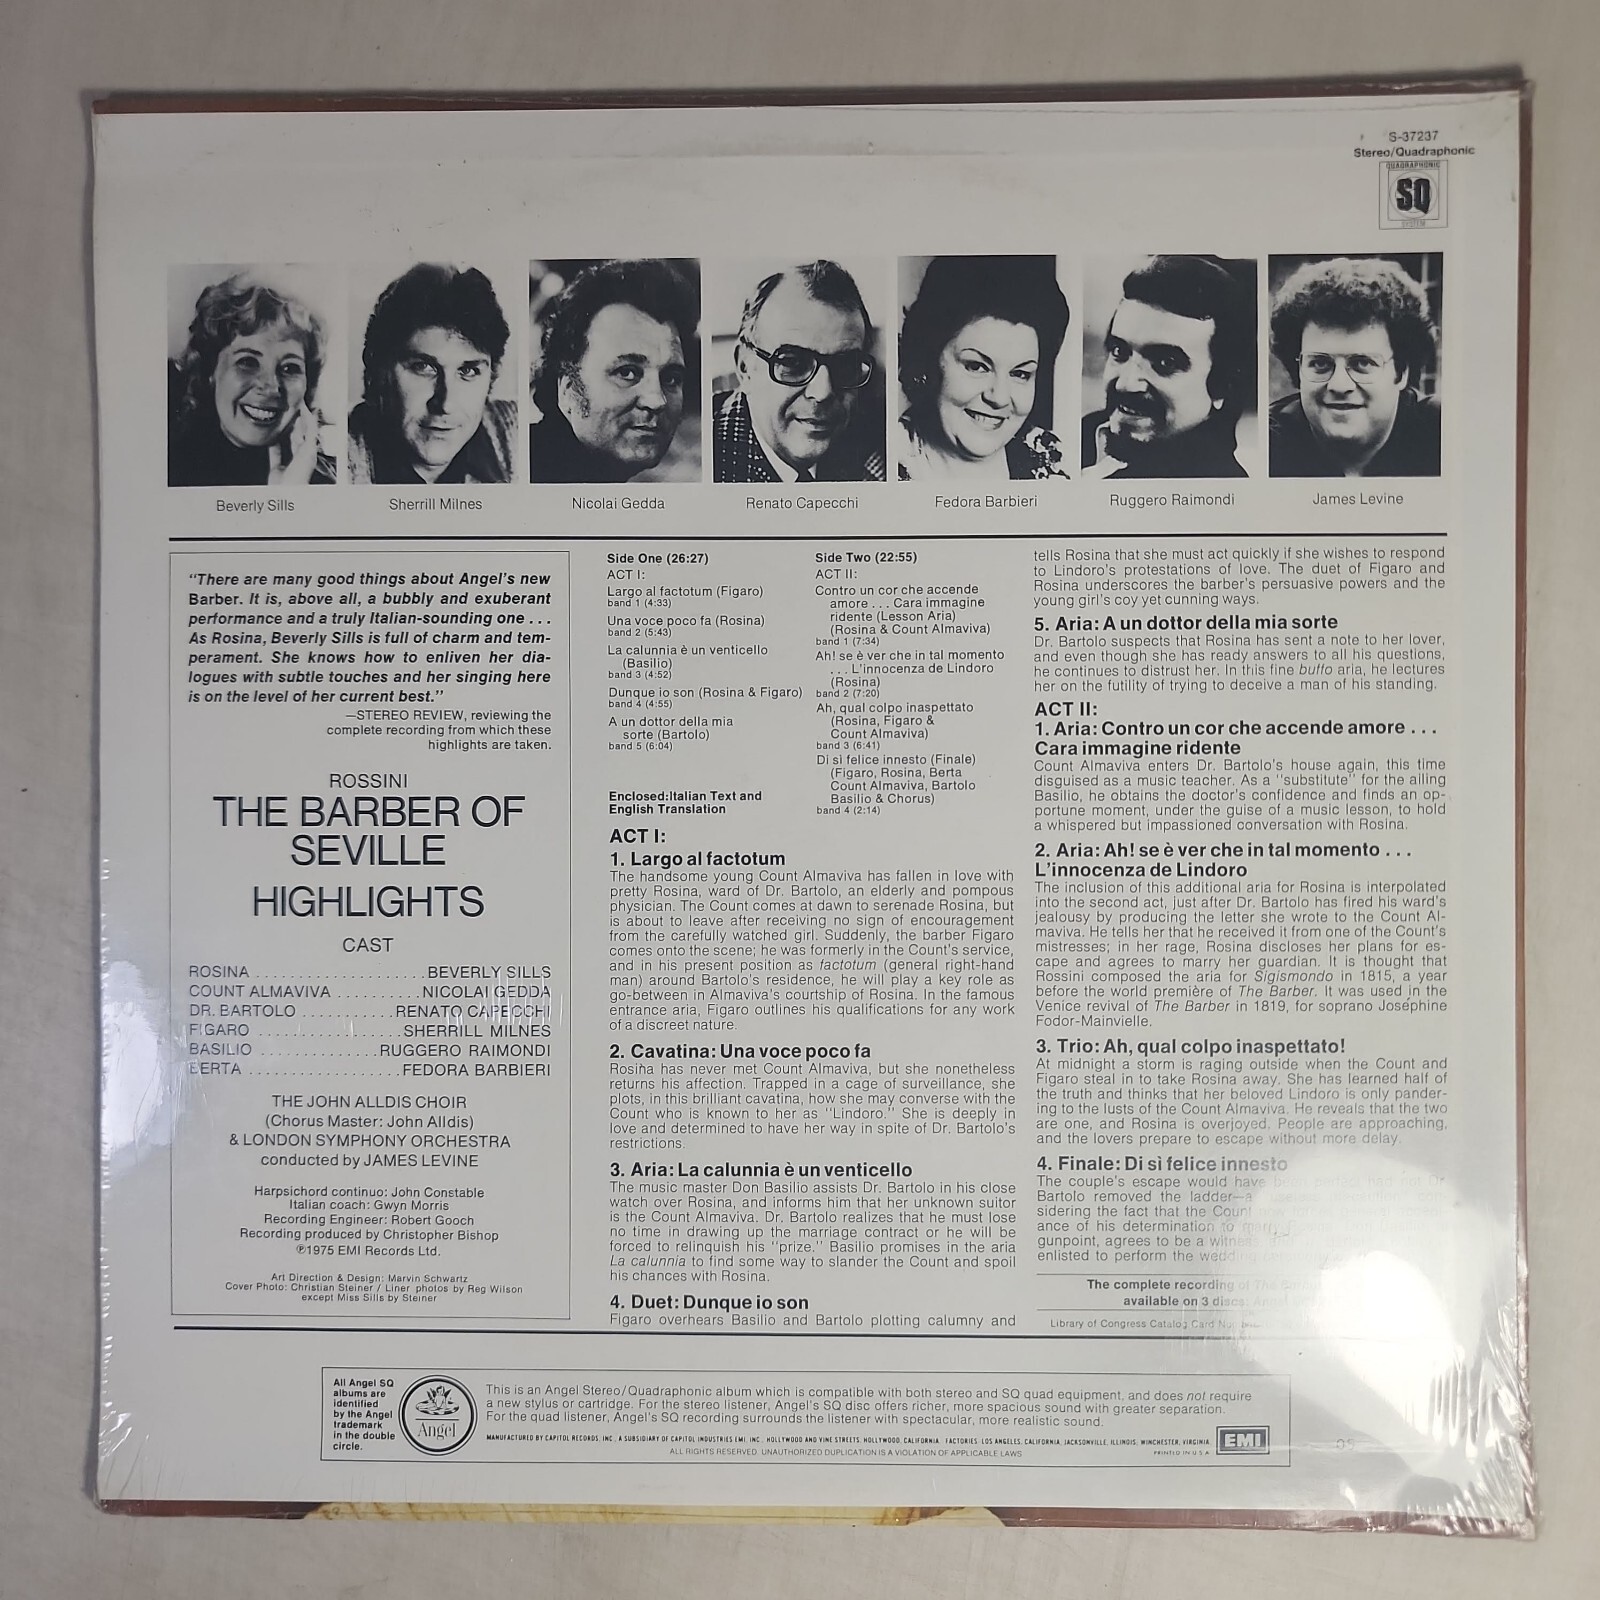 S-37237
Stereo/Quadraphonic
QUADRAPHONIC
SQ
SYSTEM
Beverly Sills
Sherrill Milnes
Nicolai Gedda
Renato Capecchi
Fedora Barbieri
Ruggero Raimondi
James Levine
"There are many good things about Angel's new
Barber. It is, above all, a bubbly and exuberant
performance and a truly Italian-sounding one . . .
As Rosina, Beverly Sills is full of charm and tem-
perament. She knows how to enliven her dia-
logues with subtle touches and her singing here
is on the level of her current best."
—STEREO REVIEW, reviewing the
complete recording from which these
highlights are taken.
ROSSINI
THE BARBER OF
SEVILLE
HIGHLIGHTS
CAST
ROSINA . . . . . . . . . . . . . . . . . . . . BEVERLY SILLS
COUNT ALMAVIVA . . . . . . . . . . NICOLAI GEDDA
DR. BARTOLO . . . . . . . . . . . RENATO CAPECCHI
FIGARO . . . . . . . . . . . . . . . . . SHERRILL MILNES
BASILIO . . . . . . . . . . . . . . RUGGERO RAIMONDI
BERTA . . . . . . . . . . . . . . . . . . FEDORA BARBIERI
THE JOHN ALLDIS CHOIR
(Chorus Master: John Alldis)
& LONDON SYMPHONY ORCHESTRA
conducted by JAMES LEVINE
Harpsichord continuo: John Constable
Italian coach: Gwyn Morris
Recording Engineer: Robert Gooch
Recording produced by Christopher Bishop
℗1975 EMI Records Ltd.
Art Direction & Design: Marvin Schwartz
Cover Photo: Christian Steiner / Liner photos by Reg Wilson
except Miss Sills by Steiner
Side One (26:27)
ACT I:
Largo al factotum (Figaro)
band 1 (4:33)
Una voce poco fa (Rosina)
band 2 (5:43)
La calunnia è un venticello
(Basilio)
band 3 (4:52)
Dunque io son (Rosina & Figaro)
band 4 (4:55)
A un dottor della mia
sorte (Bartolo)
band 5 (6:04)
Enclosed: Italian Text and
English Translation
Side Two (22:55)
ACT II:
Contro un cor che accende
amore . . . Cara immagine
ridente (Lesson Aria)
(Rosina & Count Almaviva)
band 1 (7:34)
Ah! se è ver che in tal momento
. . . L'innocenza de Lindoro
(Rosina)
band 2 (7:20)
Ah, qual colpo inaspettato
(Rosina, Figaro &
Count Almaviva)
band 3 (6:41)
Di sì felice innesto (Finale)
(Figaro, Rosina, Berta
Count Almaviva, Bartolo
Basilio & Chorus)
band 4 (2:14)
ACT I:
1. Largo al factotum
The handsome young Count Almaviva has fallen in love with
pretty Rosina, ward of Dr. Bartolo, an elderly and pompous
physician. The Count comes at dawn to serenade Rosina, but
is about to leave after receiving no sign of encouragement
from the carefully watched girl. Suddenly, the barber Figaro
comes onto the scene; he was formerly in the Count's service,
and in his present position as factotum (general right-hand
man) around Bartolo's residence, he will play a key role as
go-between in Almaviva's courtship of Rosina. In the famous
entrance aria, Figaro outlines his qualifications for any work
of a discreet nature.
2. Cavatina: Una voce poco fa
Rosina has never met Count Almaviva, but she nonetheless
returns his affection. Trapped in a cage of surveillance, she
plots, in this brilliant cavatina, how she may converse with the
Count who is known to her as "Lindoro." She is deeply in
love and determined to have her way in spite of Dr. Bartolo's
restrictions.
3. Aria: La calunnia è un venticello
The music master Don Basilio assists Dr. Bartolo in his close
watch over Rosina, and informs him that her unknown suitor
is the Count Almaviva. Dr. Bartolo realizes that he must lose
no time in drawing up the marriage contract or he will be
forced to relinquish his "prize." Basilio promises in the aria
La calunnia to find some way to slander the Count and spoil
his chances with Rosina.
4. Duet: Dunque io son
Figaro overhears Basilio and Bartolo plotting calumny and
tells Rosina that she must act quickly if she wishes to respond
to Lindoro's protestations of love. The duet of Figaro and
Rosina underscores the barber's persuasive powers and the
young girl's coy yet cunning ways.
5. Aria: A un dottor della mia sorte
Dr. Bartolo suspects that Rosina has sent a note to her lover,
and even though she has ready answers to all his questions,
he continues to distrust her. In this fine buffo aria, he lectures
her on the futility of trying to deceive a man of his standing.
ACT II:
1. Aria: Contro un cor che accende amore . . .
Cara immagine ridente
Count Almaviva enters Dr. Bartolo's house again, this time
disguised as a music teacher. As a "substitute" for the ailing
Basilio, he obtains the doctor's confidence and finds an op-
portune moment, under the guise of a music lesson, to hold
a whispered but impassioned conversation with Rosina.
2. Aria: Ah! se è ver che in tal momento . . .
L'innocenza de Lindoro
The inclusion of this additional aria for Rosina is interpolated
into the second act, just after Dr. Bartolo has fired his ward's
jealousy by producing the letter she wrote to the Count Al-
maviva. He tells her that he received it from one of the Count's
mistresses; in her rage, Rosina discloses her plans for es-
cape and agrees to marry her guardian. It is thought that
Rossini composed the aria for Sigismondo in 1815, a year
before the world première of The Barber. It was used in the
Venice revival of The Barber in 1819, for soprano Joséphine
Fodor-Mainvielle.
3. Trio: Ah, qual colpo inaspettato!
At midnight a storm is raging outside when the Count and
Figaro steal in to take Rosina away. She has learned half of
the truth and thinks that her beloved Lindoro is only pander-
ing to the lusts of the Count Almaviva. He reveals that the two
are one, and Rosina is overjoyed. People are approaching,
and the lovers prepare to escape without more delay.
4. Finale: Di sì felice innesto
The couple's escape would have been perfect had not Dr.
Bartolo removed the ladder—a
sidering the fact that the Count now
ance of his determination to marry
gunpoint, agrees to be a witness
enlisted to perform the wedding
The complete recording of The
available on 3 discs:
Library of Congress Catalog Card No.
All Angel SQ
albums are
identified
by the Angel
trademark
in the double
circle.
Angel
This is an Angel Stereo/Quadraphonic album which is compatible with both stereo and SQ quad equipment, and does not require
a new stylus or cartridge. For the stereo listener, Angel's SQ disc offers richer, more spacious sound with greater separation.
For the quad listener, Angel's SQ recording surrounds the listener with spectacular, more realistic sound.
MANUFACTURED BY CAPITOL RECORDS, INC., A SUBSIDIARY OF CAPITOL INDUSTRIES-EMI, INC., HOLLYWOOD AND VINE STREETS, HOLLYWOOD, CALIFORNIA. FACTORIES: LOS ANGELES, CALIFORNIA; JACKSONVILLE, ILLINOIS; WINCHESTER, VIRGINIA.
ALL RIGHTS RESERVED. UNAUTHORIZED DUPLICATION IS A VIOLATION OF APPLICABLE LAWS
PRINTED IN U.S.A.
EMI
05